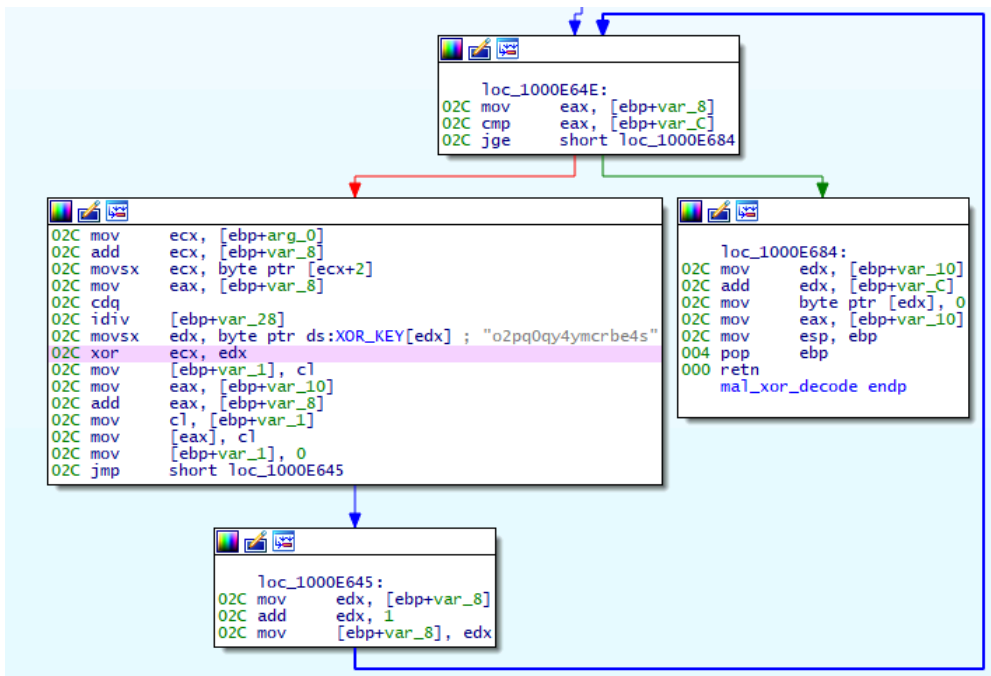 loc_1000E64E:
02C mov eax, [ebp+var_8]
02C cmp eax, [ebp+var_C]
02C jge short loc_1000E684
02C mov ecx, [ebp+arg_0]
02C add ecx, [ebp+var_8]
02C movsx ecx, byte ptr [ecx+2]
02C mov eax, [ebp+var_8]
02C cdq
02C idiv [ebp+var_28]
02C movsx edx, byte ptr ds:XOR_KEY[edx] ; "o2pq0qy4ymcrbe4s"
02C xor ecx, edx
02C mov [ebp+var_1], cl
02C mov eax, [ebp+var_10]
02C add eax, [ebp+var_8]
02C mov cl, [ebp+var_1]
02C mov [eax], cl
02C mov [ebp+var_1], 0
02C jmp short loc_1000E645
loc_1000E684:
02C mov edx, [ebp+var_10]
02C add edx, [ebp+var_C]
02C mov byte ptr [edx], 0
02C mov eax, [ebp+var_10]
02C mov esp, ebp
004 pop ebp
000 retn
mal_xor_decode endp
loc_1000E645:
02C mov edx, [ebp+var_8]
02C add edx, 1
02C mov [ebp+var_8], edx